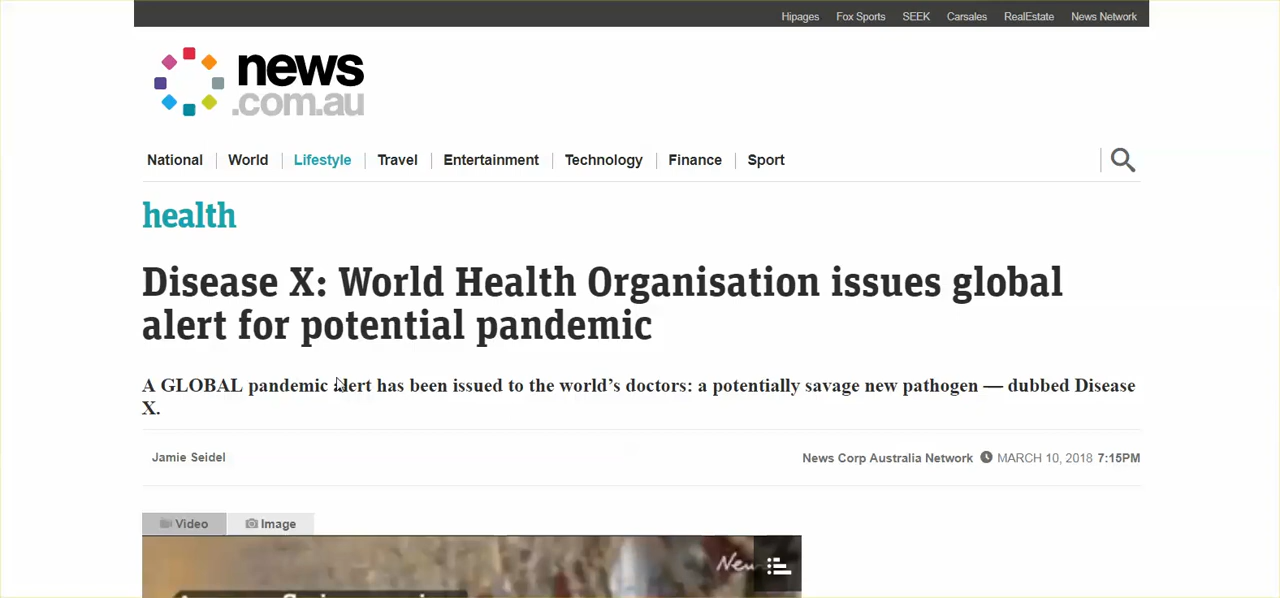 Hipages Fox Sports SEEK Carsales RealEstate News Network
news
.com.au
National World Lifestyle Travel Entertainment Technology Finance Sport
health
Disease X: World Health Organisation issues global
alert for potential pandemic
A GLOBAL pandemic alert has been issued to the world’s doctors: a potentially savage new pathogen — dubbed Disease
X.
Jamie Seidel News Corp Australia Network MARCH 10, 2018 7:15PM
Video Image